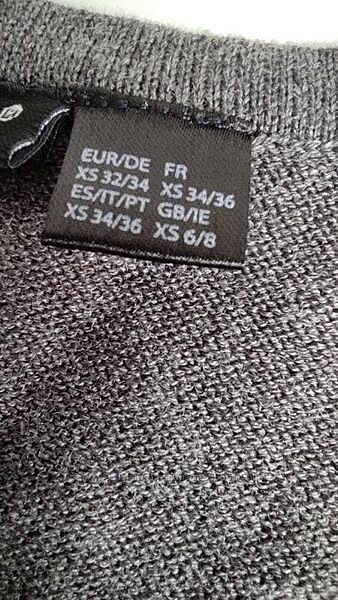 EUR/DE FR
XS 32/34 XS 34/36
ES/IT/PT GB/IE
XS 34/36 XS 6/8